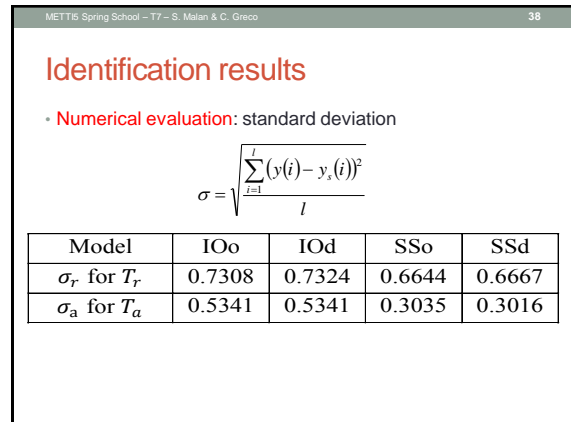 METTI5 Spring School – T7 – S. Malan & C. Greco 38
Identification results
• Numerical evaluation: standard deviation
σ = √(∑_{i=1}^{l} (y(i) − y_s(i))² / l)
Model IOo IOd SSo SSd
σ_r for T_r 0.7308 0.7324 0.6644 0.6667
σ_a for T_a 0.5341 0.5341 0.3035 0.3016